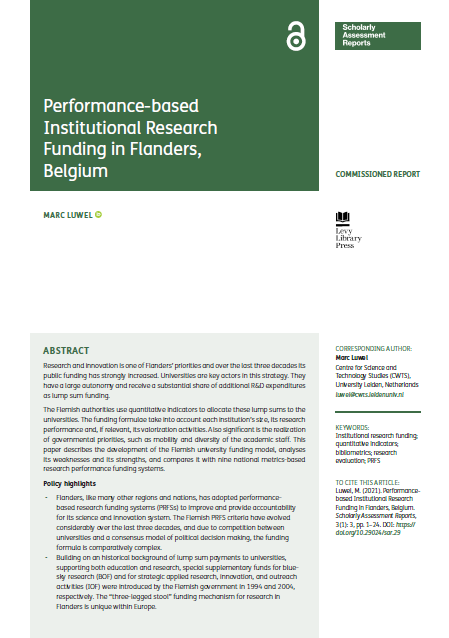 Scholarly
Assessment
Reports
Performance-based
Institutional Research
Funding in Flanders,
Belgium
COMMISSIONED REPORT
MARC LUWEL
Levy
Library
Press
ABSTRACT
Research and innovation is one of Flanders' priorities and over the last three decades its
public funding has strongly increased. Universities are key actors in this strategy. They
have a large autonomy and receive a substantial share of additional R&D expenditures
as lump sum funding.
The Flemish authorities use quantitative indicators to allocate these lump sums to the
universities. The funding formulae take into account each institution's size, its research
performance and, if relevant, its valorization activities. Also significant is the realization
of governmental priorities, such as mobility and diversity of the academic staff. This
paper describes the development of the Flemish university funding model, analyses
its weaknesses and its strengths, and compares it with nine national metrics-based
research performance funding systems.
Policy highlights
- Flanders, like many other regions and nations, has adopted performance-
based research funding systems (PRFSs) to improve and provide accountability
for its science and innovation system. The Flemish PRFS criteria have evolved
considerably over the last three decades, and due to competition between
universities and a consensus model of political decision making, the funding
formula is comparatively complex.
- Building on an historical background of lump sum payments to universities,
supporting both education and research, special supplementary funds for blue-
sky research (BOF) and for strategic applied research, innovation, and outreach
activities (IOF) were introduced by the Flemish government in 1994 and 2004,
respectively. The "three-legged stool" funding mechanism for research in
Flanders is unique within Europe.
CORRESPONDING AUTHOR:
Marc Luwel
Centre for Science and
Technology Studies (CWTS),
University Leiden, Netherlands
luwel@cwts.leidenuniv.nl
KEYWORDS:
Institutional research funding;
quantitative indicators;
bibliometrics; research
evaluation; PRFS
TO CITE THIS ARTICLE:
Luwel, M. (2021). Performance-
based Institutional Research
Funding in Flanders, Belgium.
Scholarly Assessment Reports,
3(1): 3, pp. 1–24. DOI: https://
doi.org/10.29024/sar.29